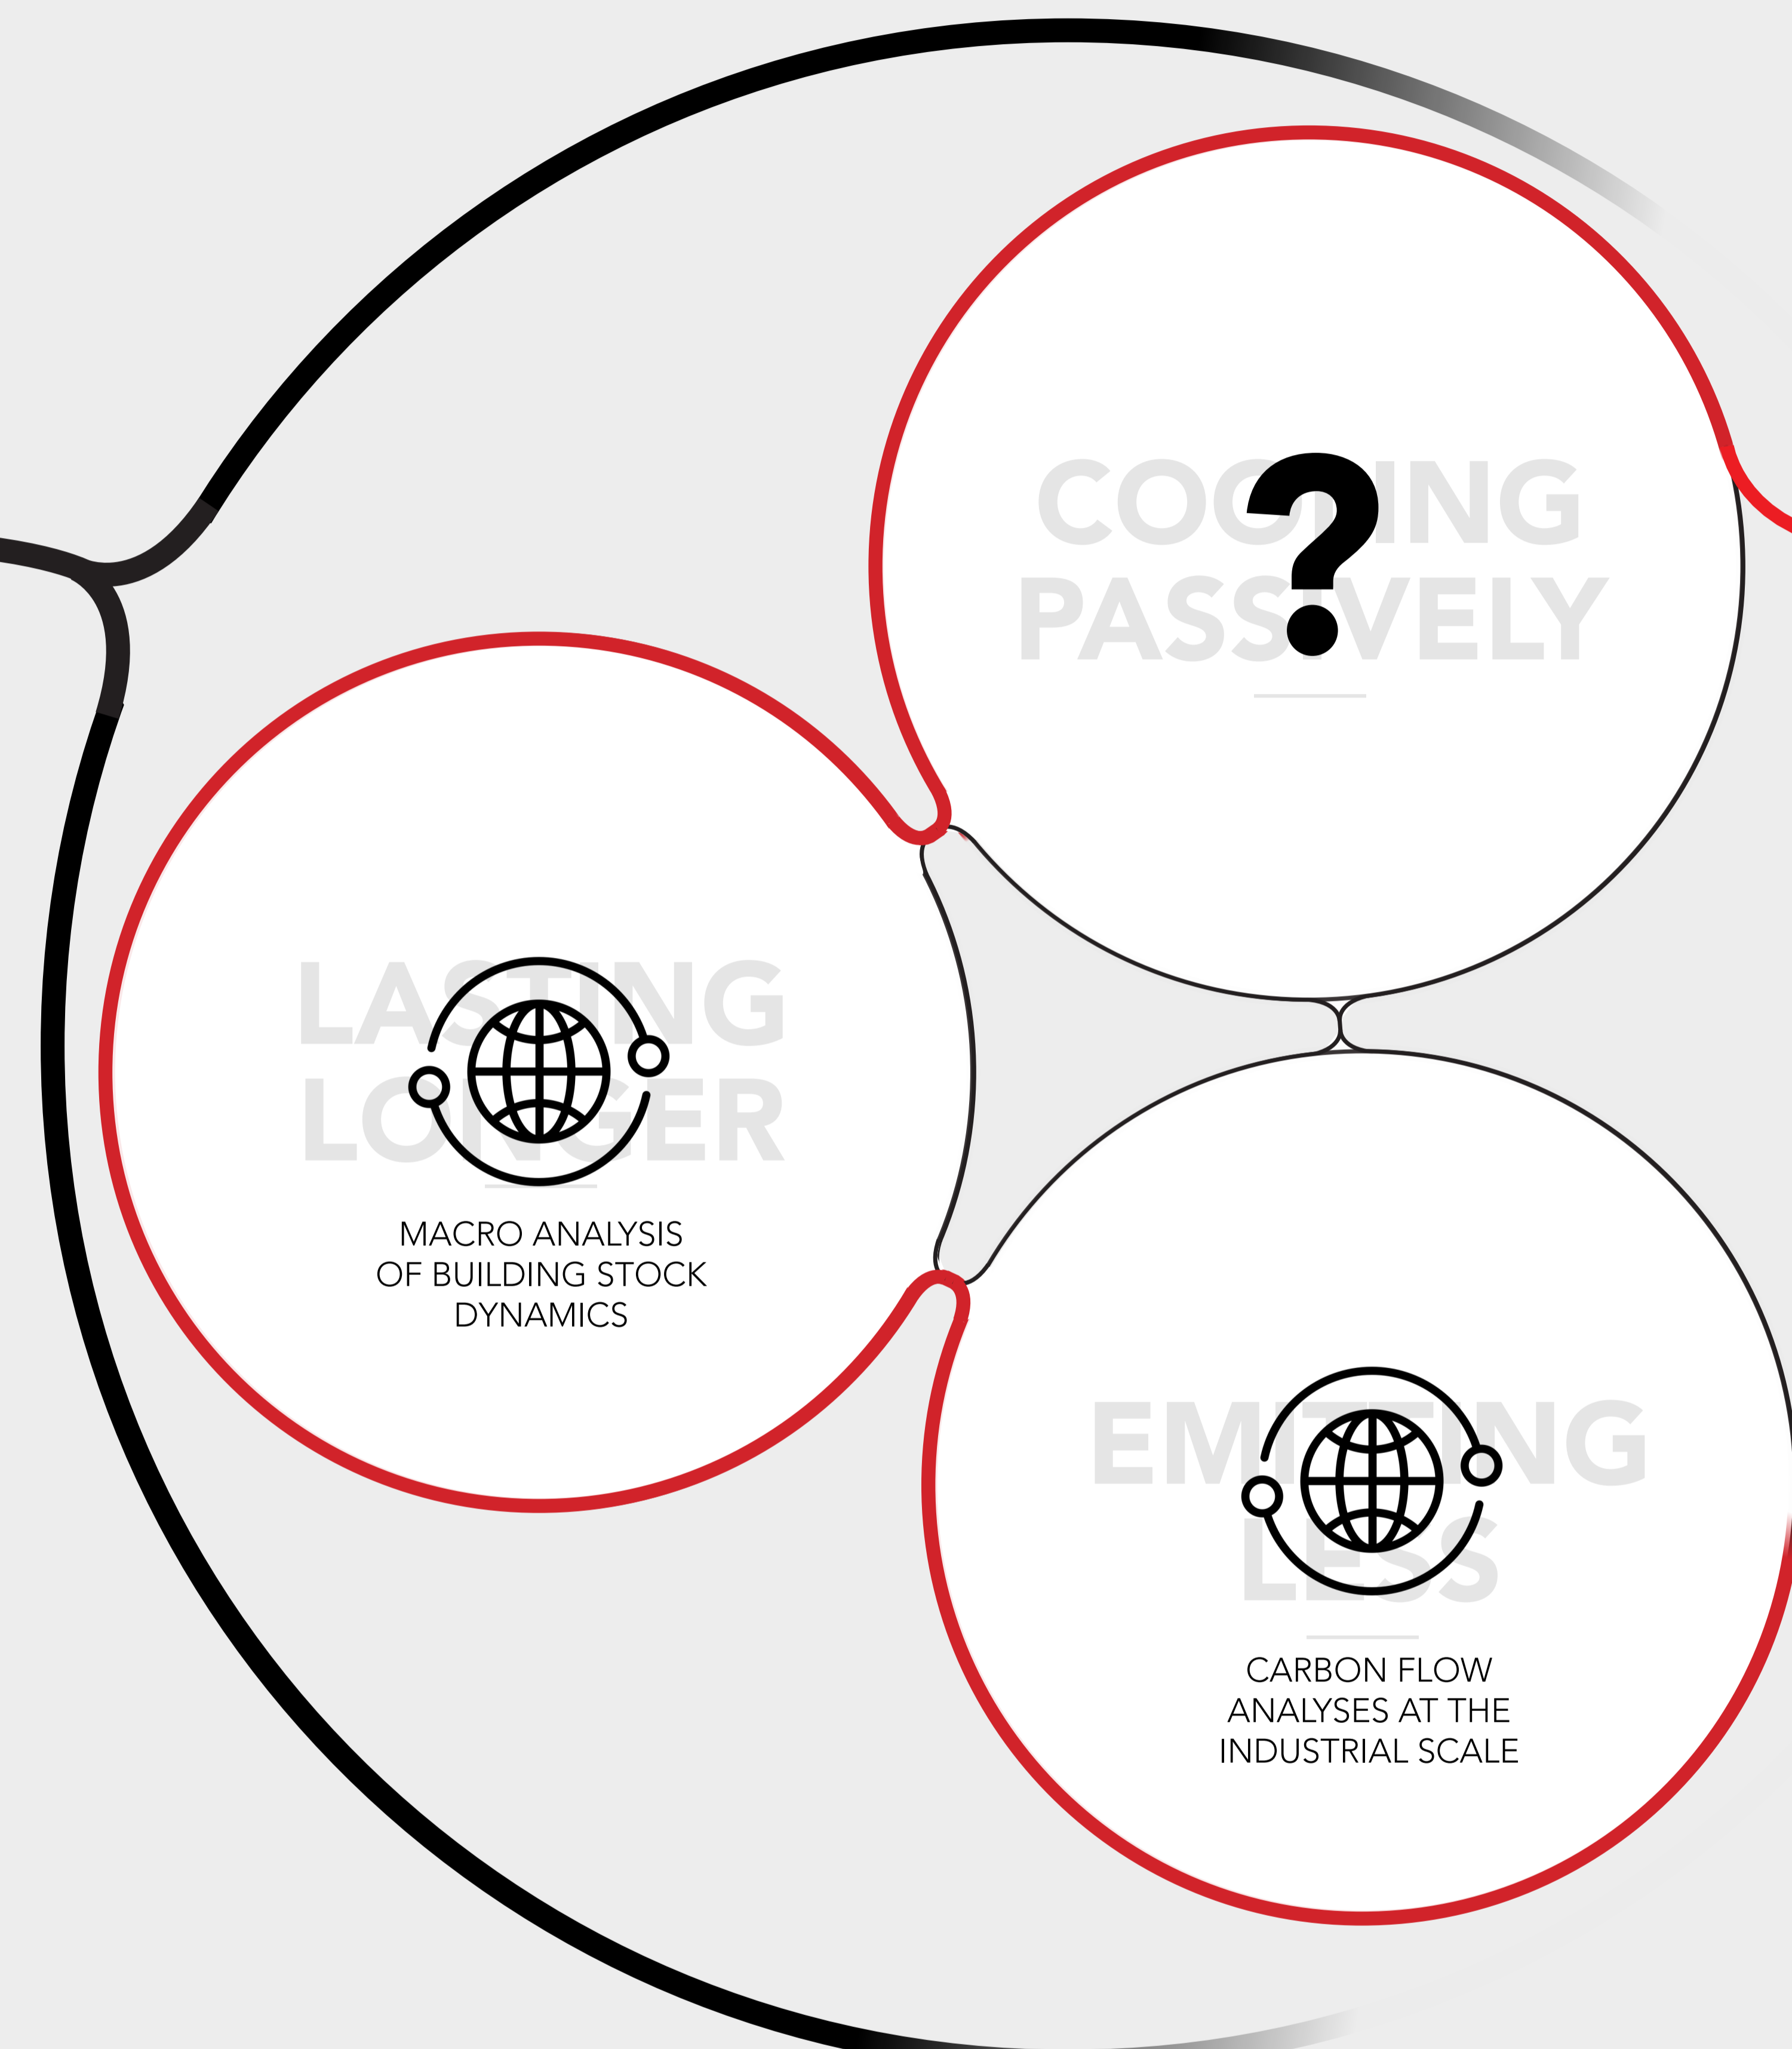 COOLING
?
PASSIVELY
LASTING
LONGER
MACRO ANALYSIS
OF BUILDING STOCK
DYNAMICS
EMITTING
LESS
CARBON FLOW
ANALYSES AT THE
INDUSTRIAL SCALE